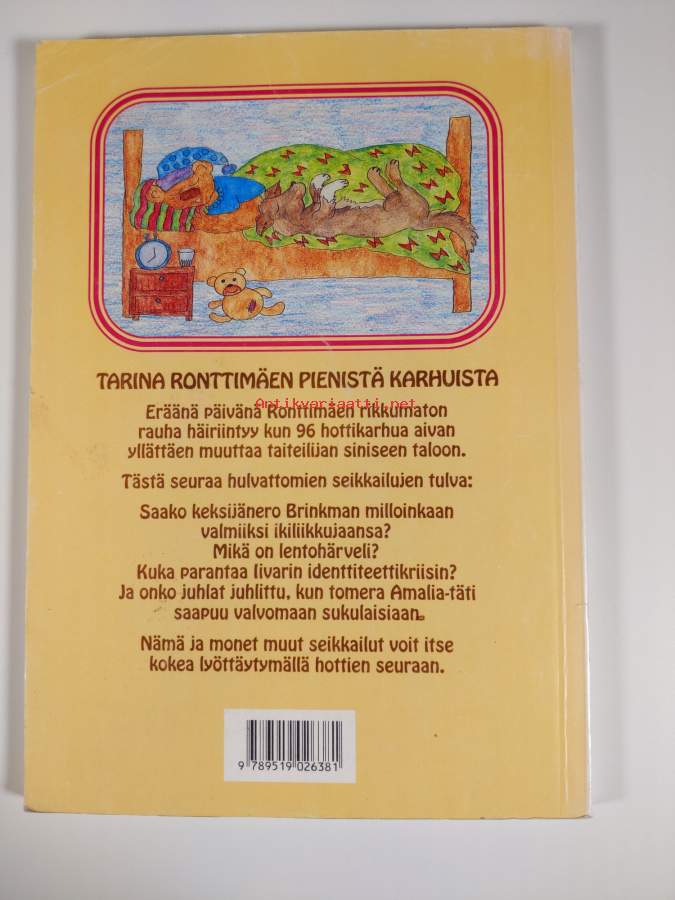 TARINA RONTTIMÄEN PIENISTÄ KARHUISTA
Antikvariaatti.net
Eräänä päivänä Ronttimäen rikkumaton
rauha häiriintyy kun 96 hottikarhua aivan
yllättäen muuttaa taiteilijan siniseen taloon.
Tästä seuraa hulvattomien seikkailujen tulva:
Saako keksijänero Brinkman milloinkaan
valmiiksi ikiliikkujaansa?
Mikä on lentohärveli?
Kuka parantaa Iivarin identtiteettikriisin?
Ja onko juhlat juhlittu, kun tomera Amalia-täti
saapuu valvomaan sukulaisiaan.
Nämä ja monet muut seikkailut voit itse
kokea lyöttäytymällä hottien seuraan.
9 789519 026381